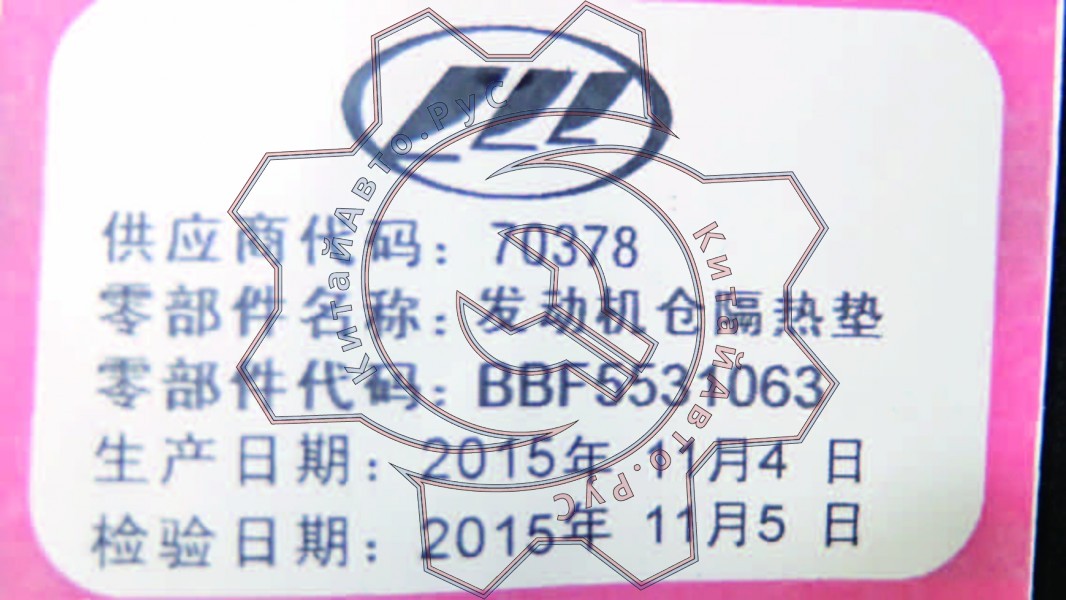 供应商代码：70378
零部件名称：发动机仓隔热垫
零部件代码：BBF5531063
生产日期：2015年 11月4 日
检验日期：2015年 11月5 日
КитайАвто.Рус
КитайАвто.Рус